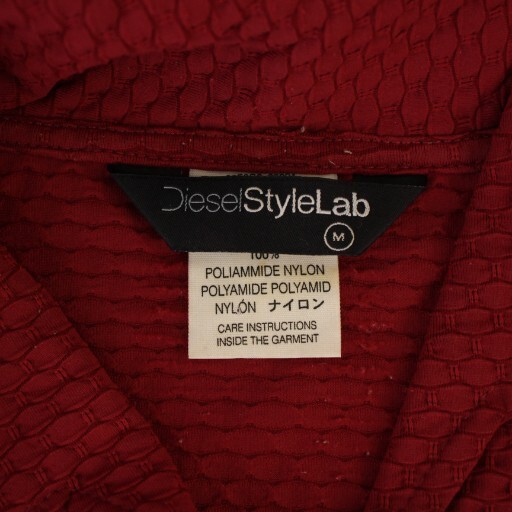 DieselStyleLab
M
100%
POLIAMMIDE NYLON
POLYAMIDE POLYAMID
NYLÓN ナイロン
CARE INSTRUCTIONS
INSIDE THE GARMENT